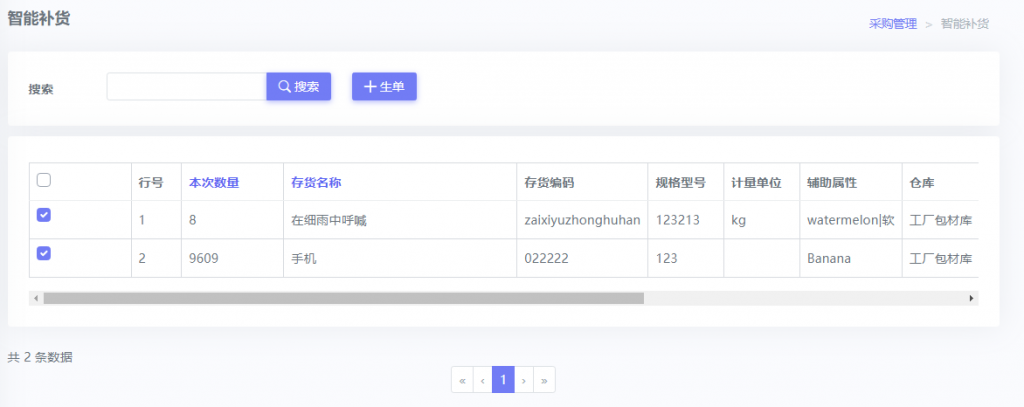 智能补货
采购管理 > 智能补货
搜索 搜索 生单
行号 本次数量 存货名称 存货编码 规格型号 计量单位 辅助属性 仓库
1 8 在细雨中呼喊 zaixiyuzhonghuhan 123213 kg watermelon|软 工厂包材库
2 9609 手机 022222 123 Banana 工厂包材库
共 2 条数据
« ‹ 1 › »